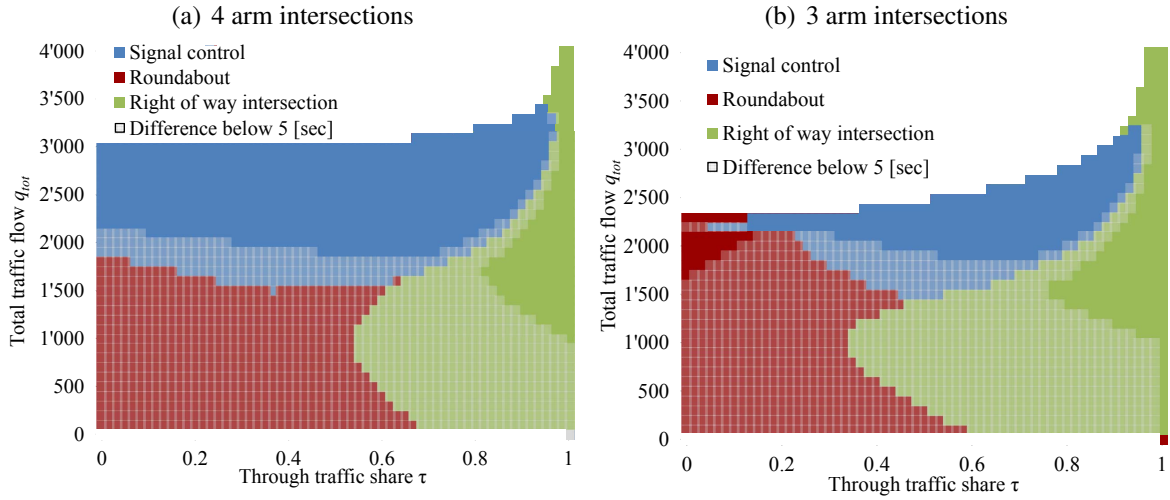 (a) 4 arm intersections
4'000
3'500
3'000
2'500
2'000
1'500
1'000
500
0
Total traffic flow q_tot
Signal control
Roundabout
Right of way intersection
Difference below 5 [sec]
0 0.2 0.4 0.6 0.8 1
Through traffic share τ
(b) 3 arm intersections
4'000
3'500
3'000
2'500
2'000
1'500
1'000
500
0
Total traffic flow q_tot
Signal control
Roundabout
Right of way intersection
Difference below 5 [sec]
0 0.2 0.4 0.6 0.8 1
Through traffic share τ